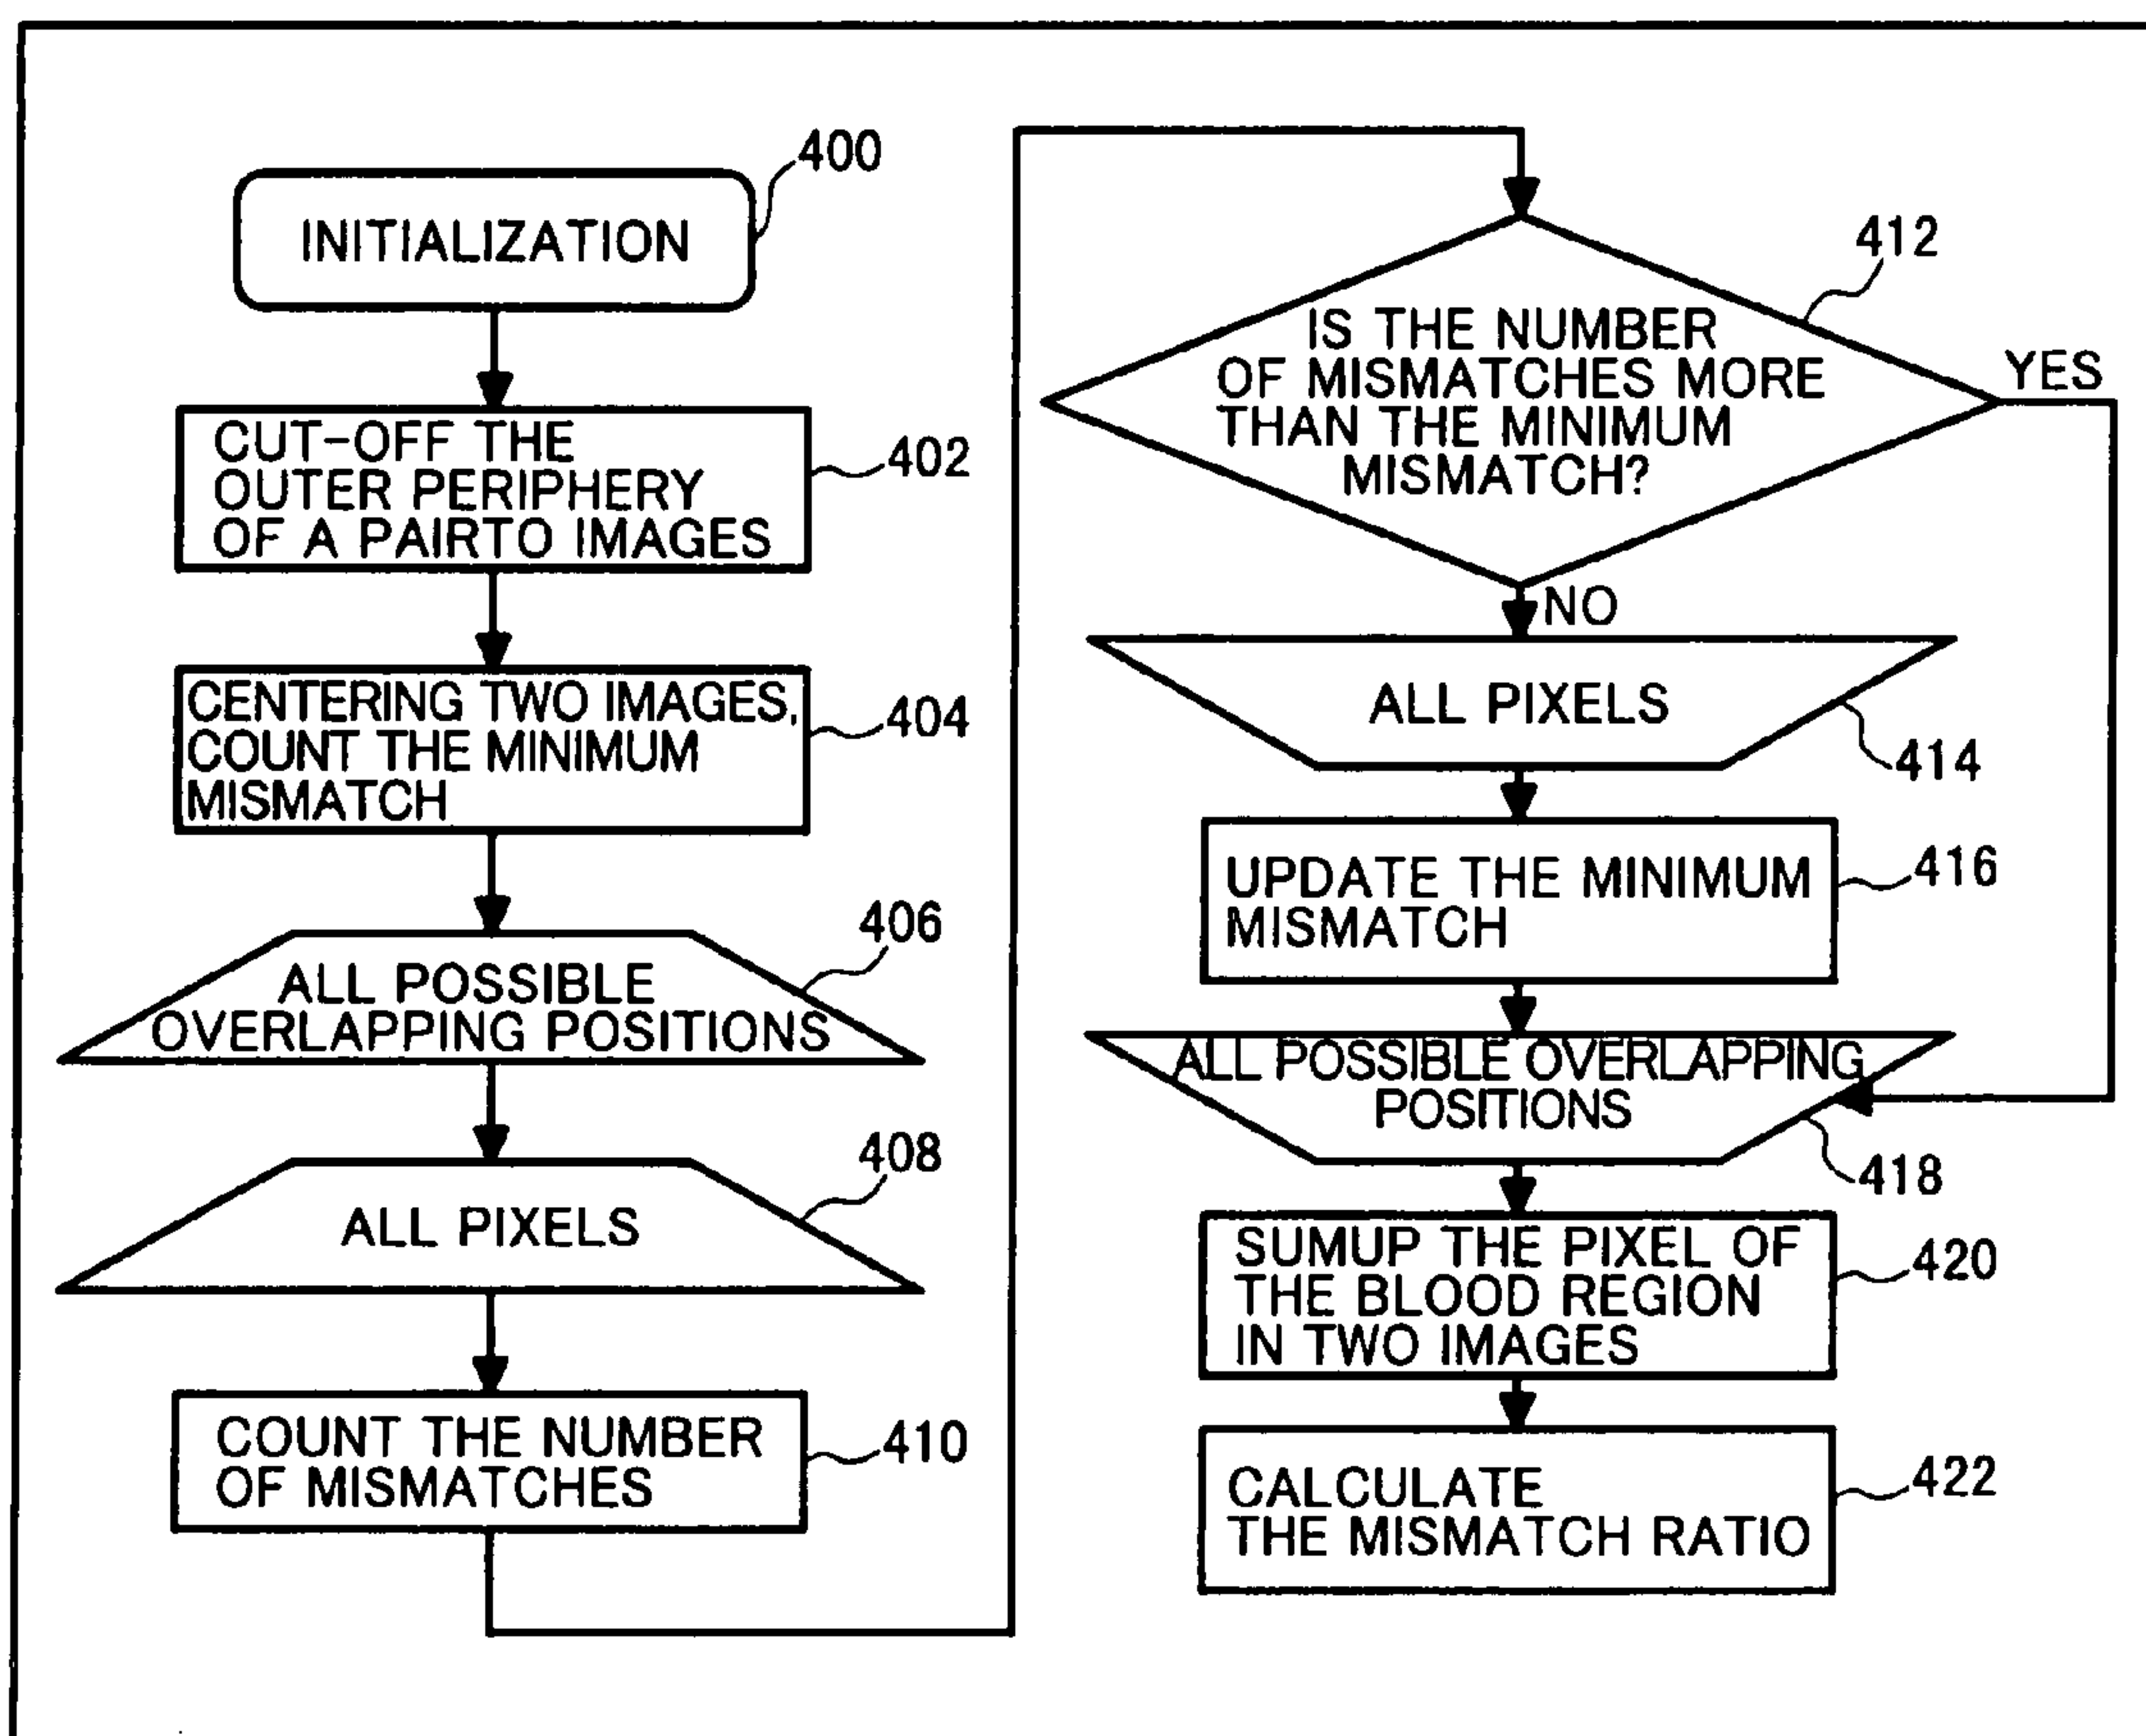 400
INITIALIZATION
CUT-OFF THE
OUTER PERIPHERY
OF A PAIRTO IMAGES
402
CENTERING TWO IMAGES,
COUNT THE MINIMUM
MISMATCH
404
406
ALL POSSIBLE
OVERLAPPING POSITIONS
408
ALL PIXELS
COUNT THE NUMBER
OF MISMATCHES
410
412
IS THE NUMBER
OF MISMATCHES MORE
THAN THE MINIMUM
MISMATCH?
YES
NO
ALL PIXELS
414
UPDATE THE MINIMUM
MISMATCH
416
ALL POSSIBLE OVERLAPPING
POSITIONS
418
SUMUP THE PIXEL OF
THE BLOOD REGION
IN TWO IMAGES
420
CALCULATE
THE MISMATCH RATIO
422